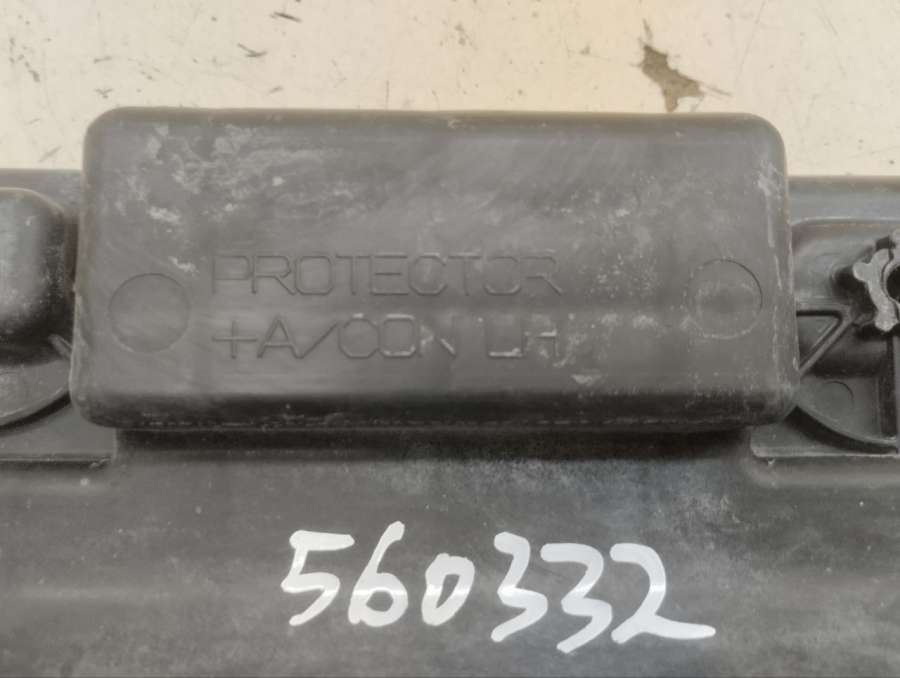 PROTECTOR
+A/CON LH
560332